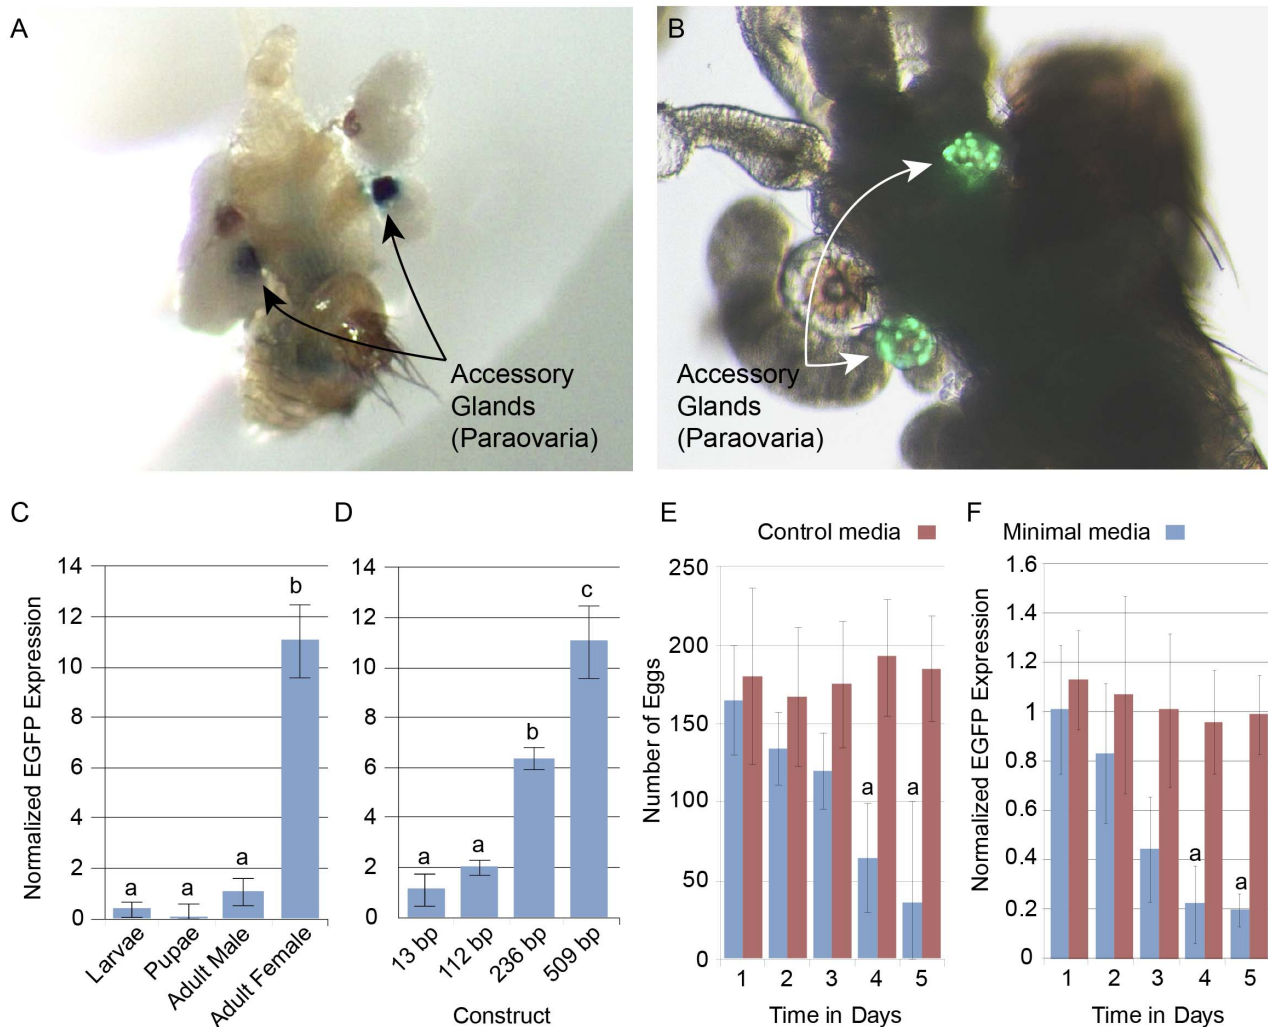 A
B
Accessory
Glands
(Paraovaria)
Accessory
Glands
(Paraovaria)
C
D
E
F
Control media
Minimal media
Normalized EGFP Expression
14
12
10
8
6
4
2
0
a
a
a
b
Larvae
Pupae
Adult Male
Adult Female
14
12
10
8
6
4
2
0
a
a
b
c
13 bp
112 bp
236 bp
509 bp
Construct
Number of Eggs
250
200
150
100
50
0
a
a
1
2
3
4
5
Time in Days
Normalized EGFP Expression
1.6
1.4
1.2
1
0.8
0.6
0.4
0.2
0
a
a
1
2
3
4
5
Time in Days